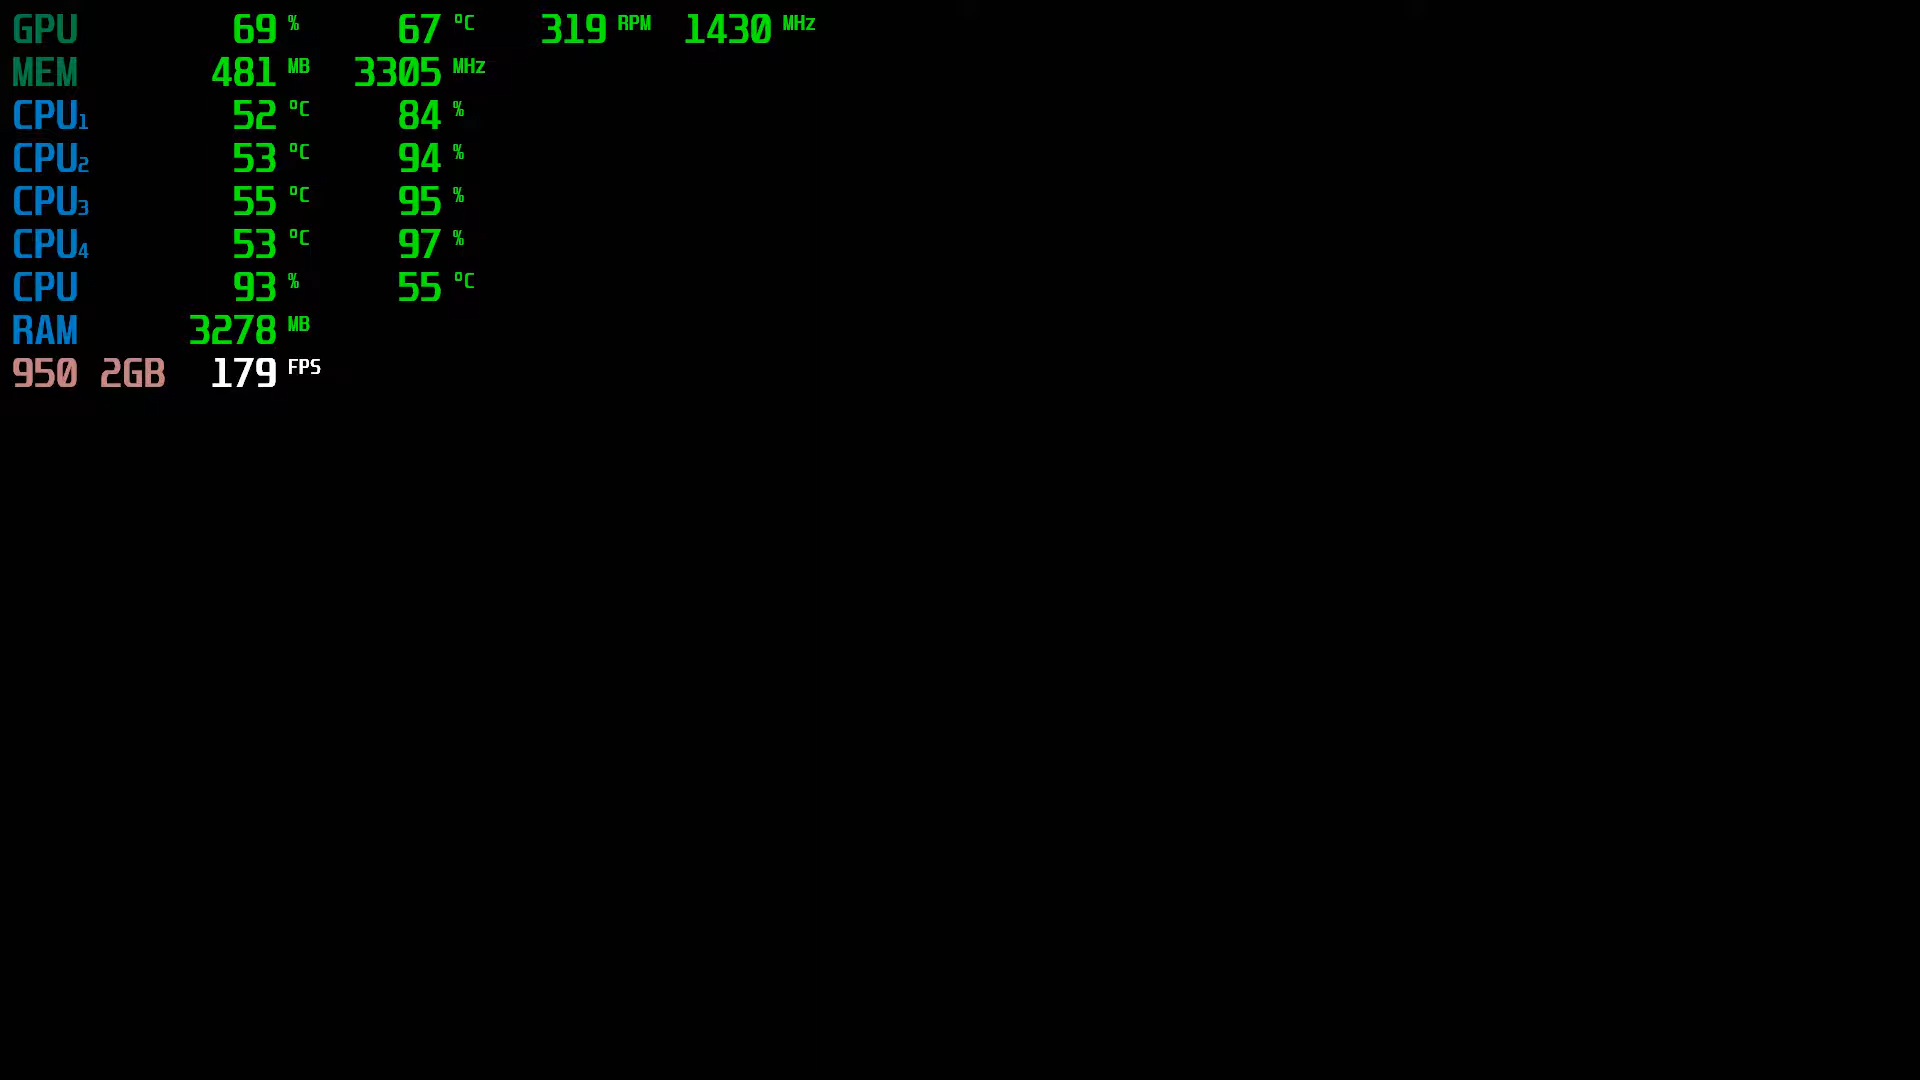 GPU 69 % 67 °C 319 RPM 1430 MHz
MEM 481 MB 3305 MHz
CPU1 52 °C 84 %
CPU2 53 °C 94 %
CPU3 55 °C 95 %
CPU4 53 °C 97 %
CPU 93 % 55 °C
RAM 3278 MB
950 2GB 179 FPS